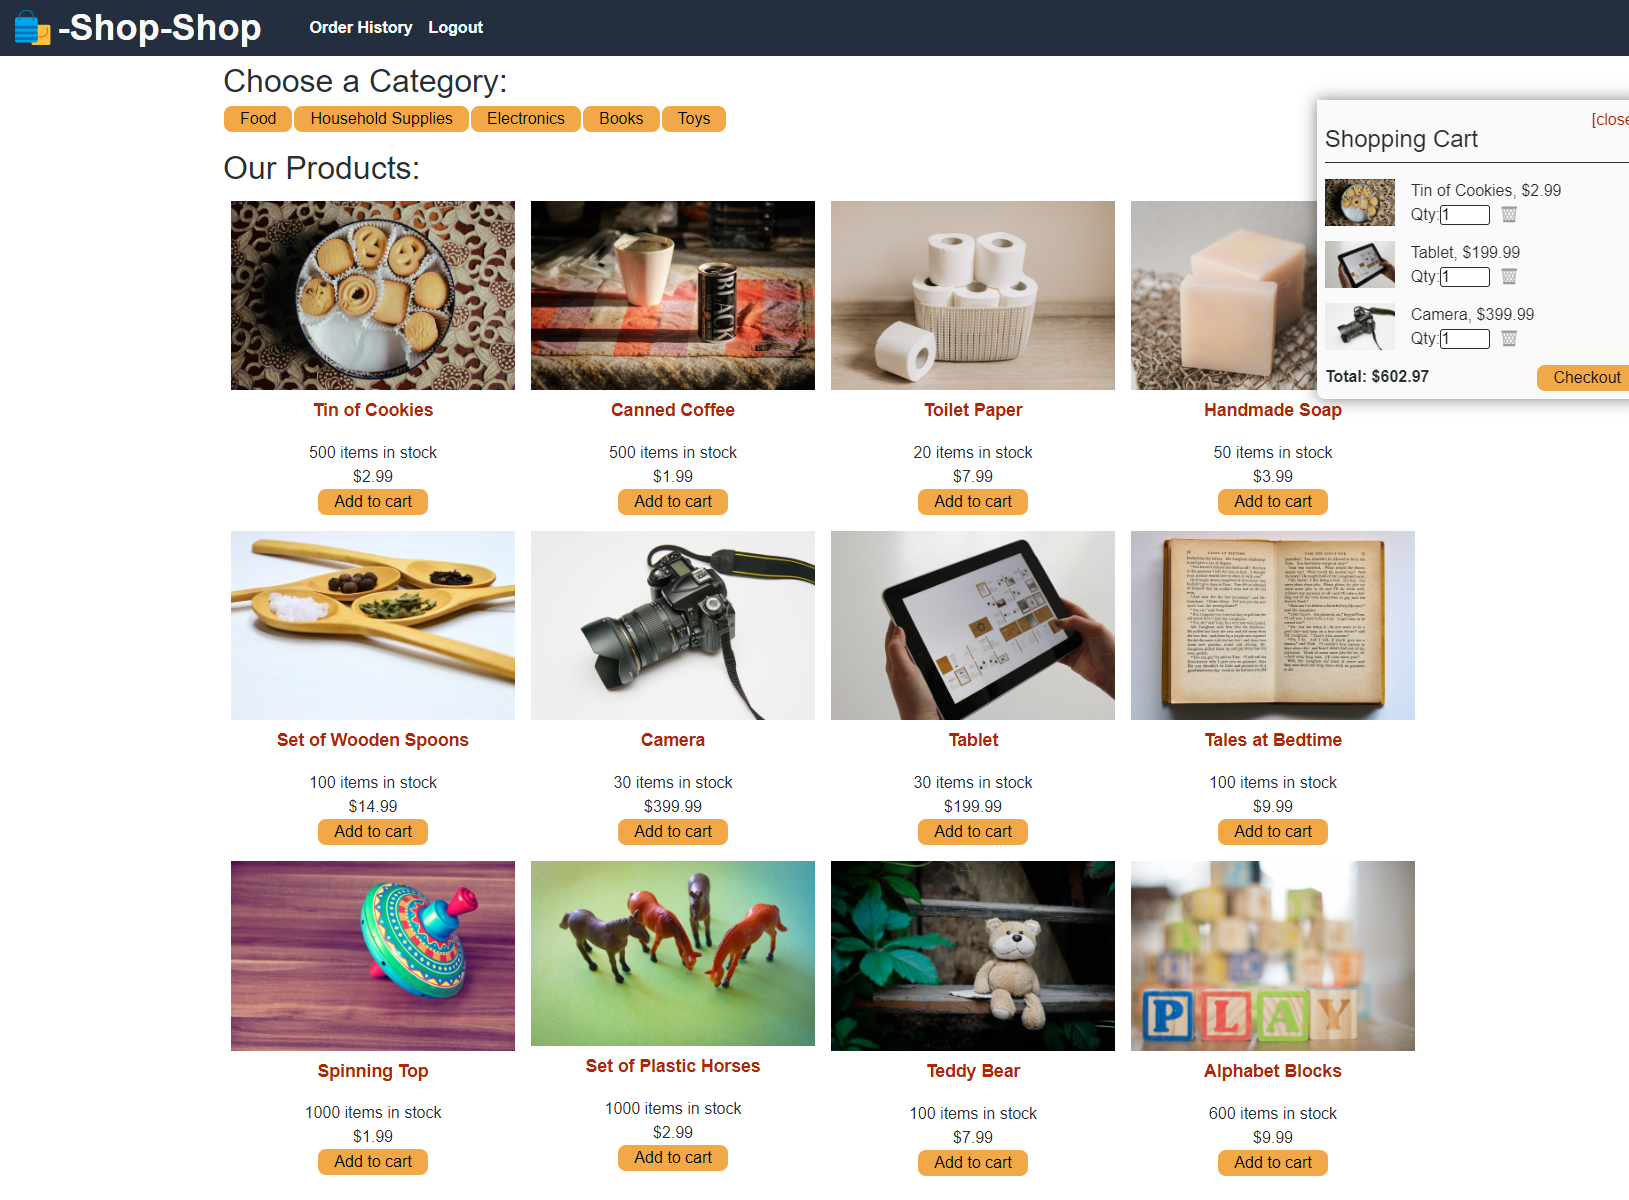 -Shop-Shop
Order History Logout
Choose a Category:
Food Household Supplies Electronics Books Toys
Our Products:
[close
Shopping Cart
Tin of Cookies, $2.99
Qty: 1
Tablet, $199.99
Qty: 1
Camera, $399.99
Qty: 1
Total: $602.97
Checkout
BLACK
Tin of Cookies
500 items in stock
$2.99
Add to cart
Canned Coffee
500 items in stock
$1.99
Add to cart
Toilet Paper
20 items in stock
$7.99
Add to cart
Handmade Soap
50 items in stock
$3.99
Add to cart
Set of Wooden Spoons
100 items in stock
$14.99
Add to cart
Camera
30 items in stock
$399.99
Add to cart
Tablet
30 items in stock
$199.99
Add to cart
TALES AT BEDTIME
Tales at Bedtime
100 items in stock
$9.99
Add to cart
Spinning Top
1000 items in stock
$1.99
Add to cart
Set of Plastic Horses
1000 items in stock
$2.99
Add to cart
Teddy Bear
100 items in stock
$7.99
Add to cart
PLAY
Alphabet Blocks
600 items in stock
$9.99
Add to cart